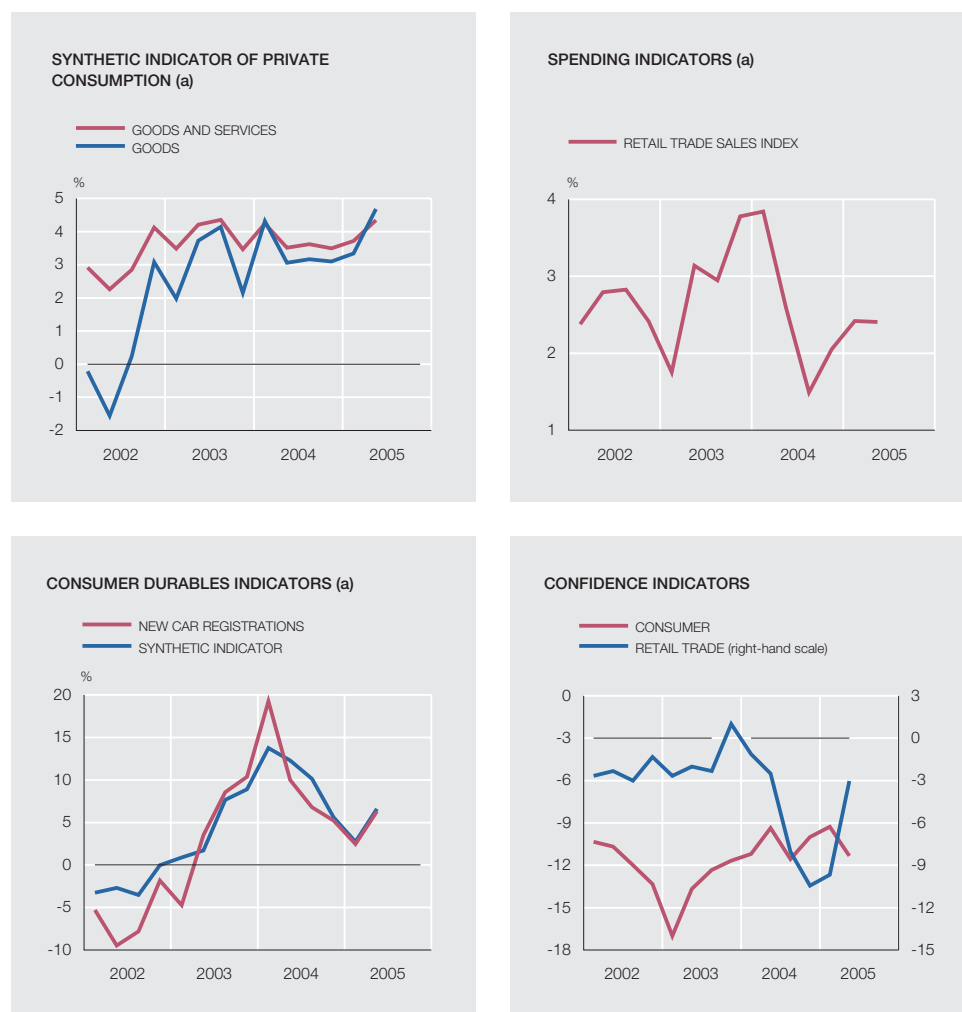 SYNTHETIC INDICATOR OF PRIVATE
CONSUMPTION (a)
GOODS AND SERVICES
GOODS
%
5
4
3
2
1
0
-1
-2
2002 2003 2004 2005
SPENDING INDICATORS (a)
RETAIL TRADE SALES INDEX
%
4
3
2
1
2002 2003 2004 2005
CONSUMER DURABLES INDICATORS (a)
NEW CAR REGISTRATIONS
SYNTHETIC INDICATOR
%
20
15
10
5
0
-5
-10
2002 2003 2004 2005
CONFIDENCE INDICATORS
CONSUMER
RETAIL TRADE (right-hand scale)
0 3
-3 0
-6 -3
-9 -6
-12 -9
-15 -12
-18 -15
2002 2003 2004 2005